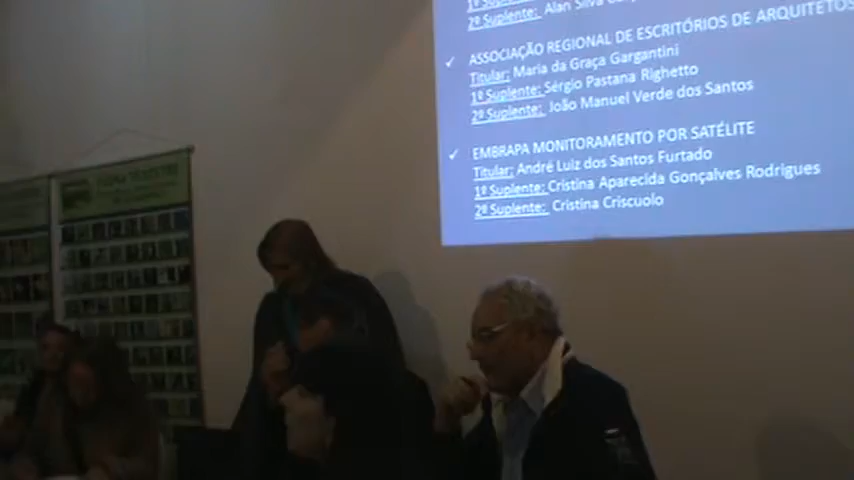 1º Suplente:
2º Suplente: Alan Silva
✓ ASSOCIAÇÃO REGIONAL DE ESCRITÓRIOS DE ARQUITETOS
Titular: Maria da Graça Gargantini
1º Suplente: Sérgio Pastana Righetto
2º Suplente: João Manuel Verde dos Santos
✓ EMBRAPA MONITORAMENTO POR SATÉLITE
Titular: André Luiz dos Santos Furtado
1º Suplente: Cristina Aparecida Gonçalves Rodrigues
2º Suplente: Cristina Criscuolo